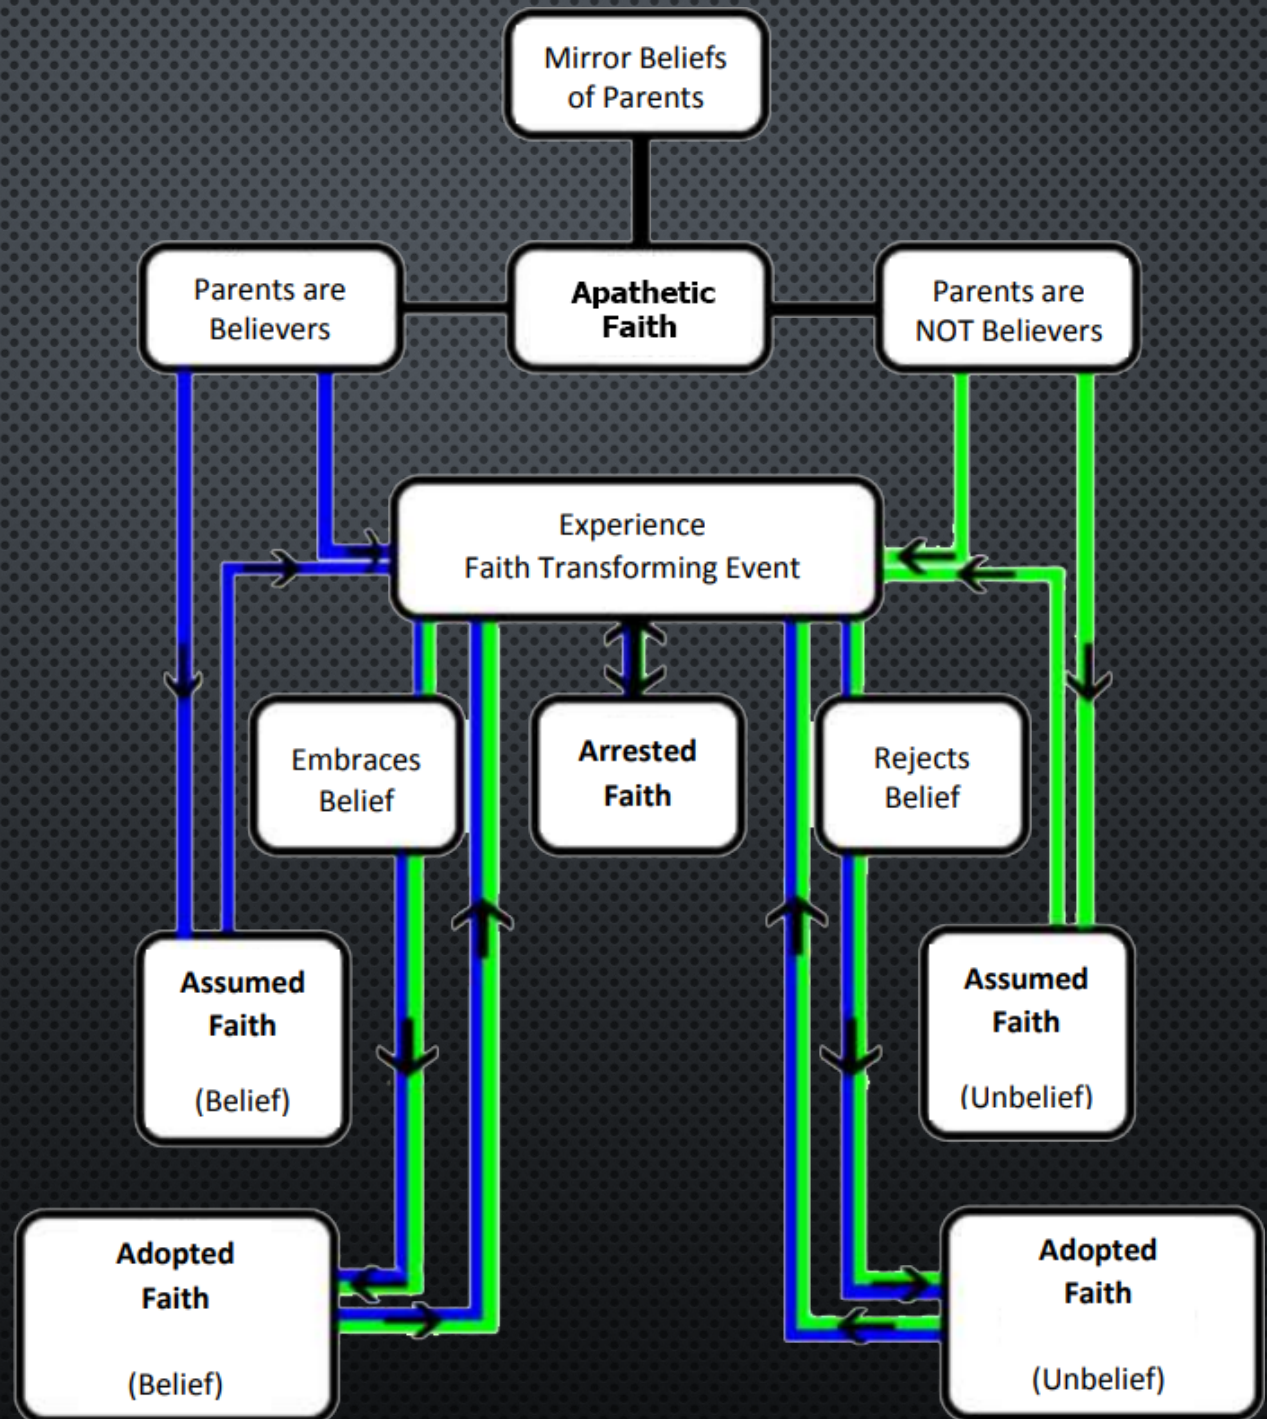 Mirror Beliefs
of Parents
Parents are
Believers
Apathetic
Faith
Parents are
NOT Believers
Experience
Faith Transforming Event
Embraces
Belief
Arrested
Faith
Rejects
Belief
Assumed
Faith
(Belief)
Assumed
Faith
(Unbelief)
Adopted
Faith
(Belief)
Adopted
Faith
(Unbelief)